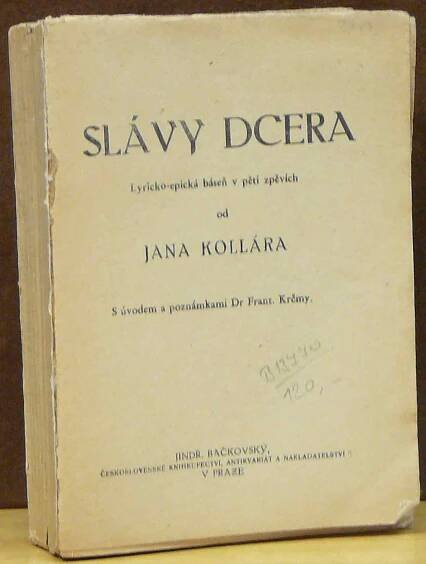 SLÁVY DCERA
Lyricko-epická báseň v pěti zpěvích
od
JANA KOLLÁRA
S úvodem a poznámkami Dr Frant. Krčmy.
120,-
JINDŘ. BAČKOVSKÝ,
ČESKOSLOVENSKÉ KNIHKUPECTVÍ, ANTIKVARIÁT A NAKLADATELSTVÍ
V PRAZE